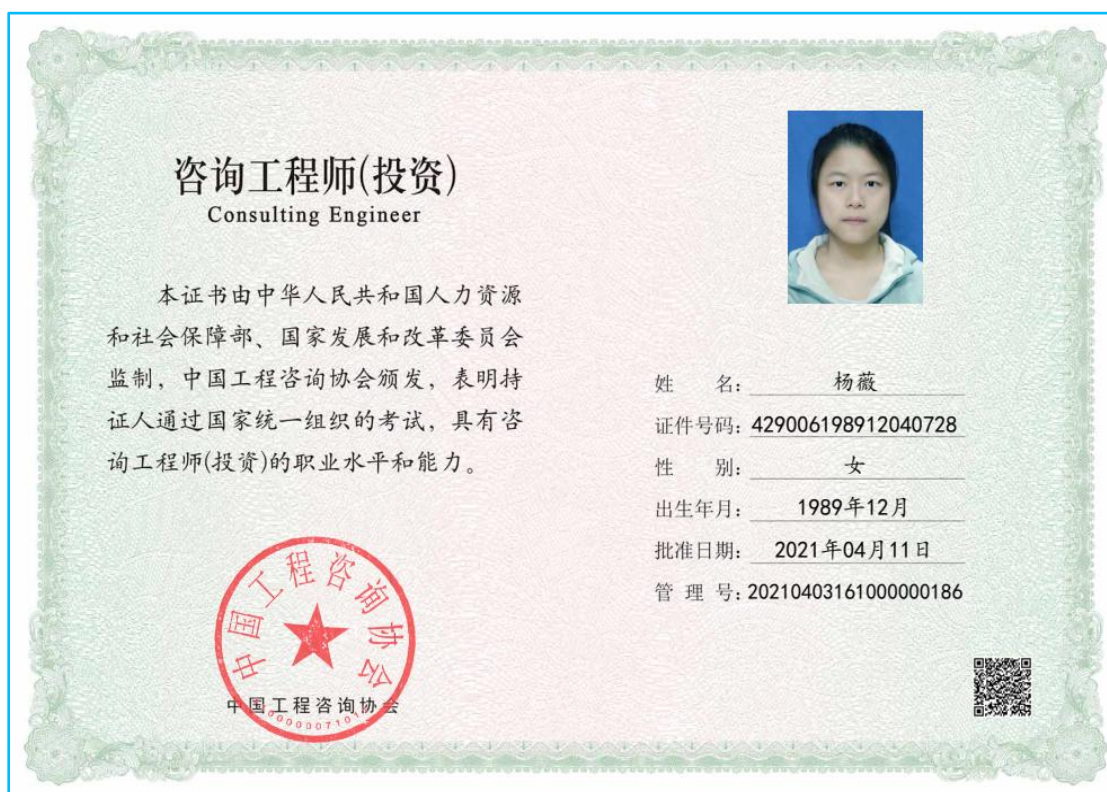 咨询工程师(投资)
Consulting Engineer
本证书由中华人民共和国人力资源
和社会保障部、国家发展和改革委员会
监制，中国工程咨询协会颁发，表明持
证人通过国家统一组织的考试，具有咨
询工程师(投资)的职业水平和能力。
中国工程咨询协会
中国工程咨询协会
姓 名： 杨薇
证件号码： 429006198912040728
性 别： 女
出生年月： 1989年12月
批准日期： 2021年04月11日
管 理 号： 20210403161000000186